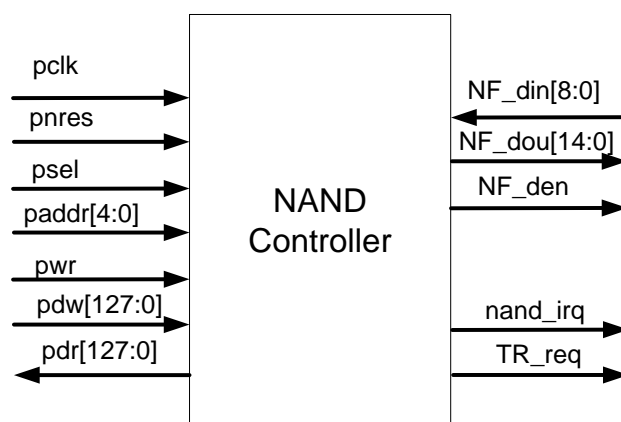 pclk
pnres
psel
paddr[4:0]
pwr
pdw[127:0]
pdr[127:0]
NAND
Controller
NF_din[8:0]
NF_dou[14:0]
NF_den
nand_irq
TR_req